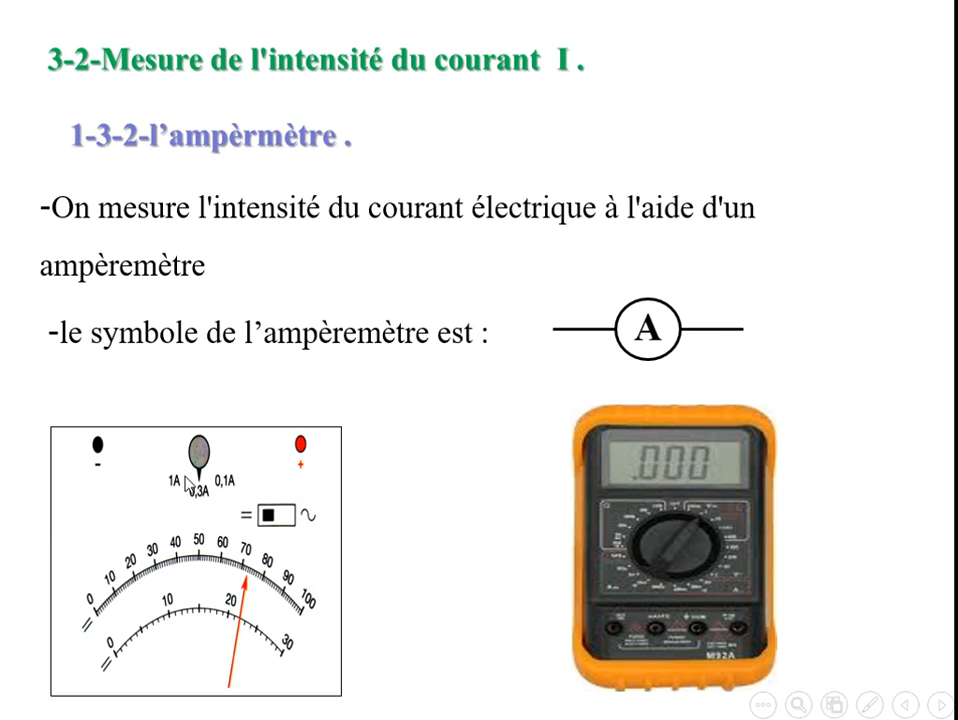 3-2-Mesure de l'intensité du courant I .
1-3-2-l’ampèrmètre .
-On mesure l'intensité du courant électrique à l'aide d'un
ampèremètre
-le symbole de l’ampèremètre est :
A
- +
1A 0,3A 0,1A
= ∿
0 10 20 30 40 50 60 70 80 90 100
=
0 10 20 30
=
.000
M92A